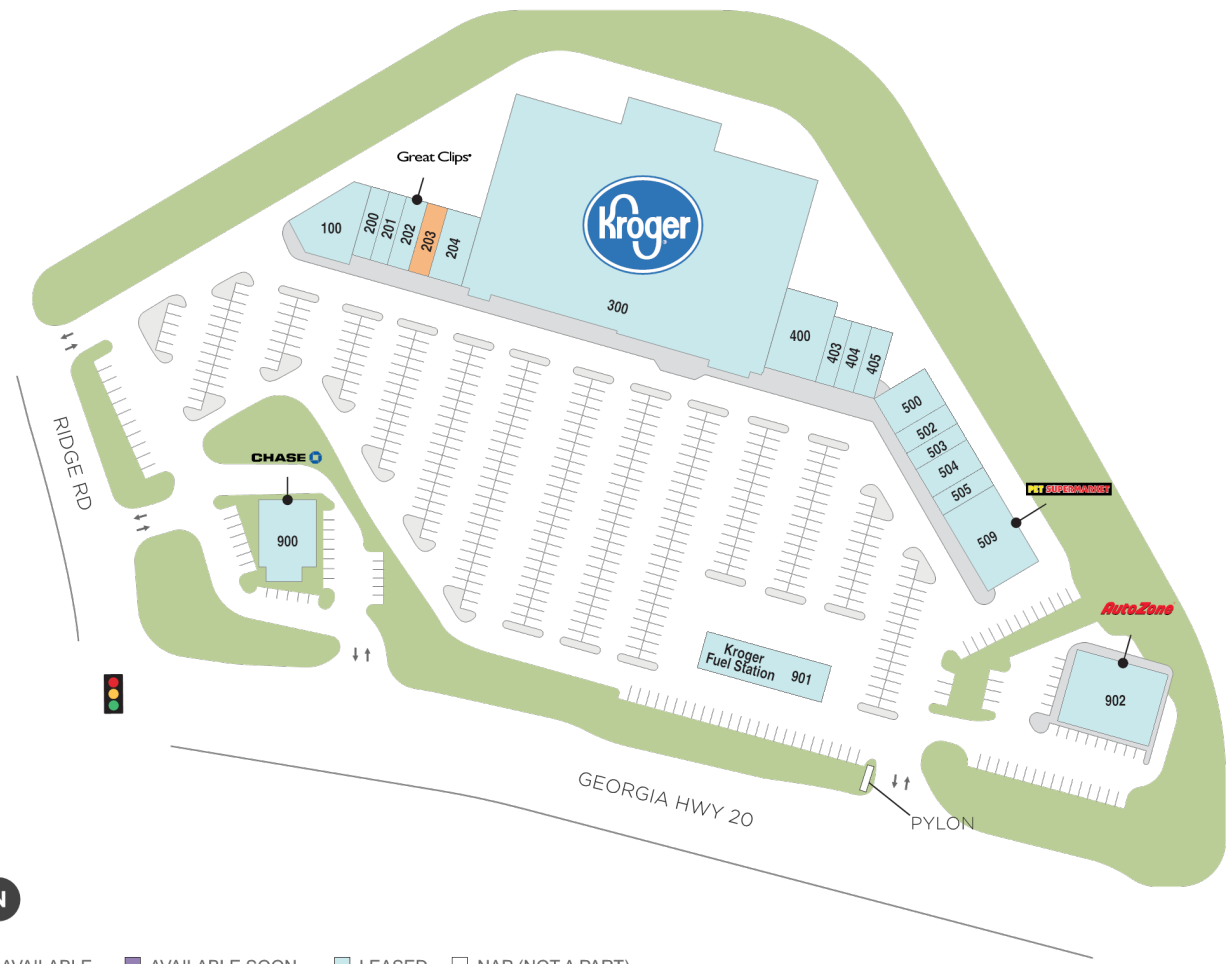 Great Clips
Kroger
100
200
201
202
203
204
300
400
403
404
405
500
502
503
504
505
509
PET SUPERMARKET
RIDGE RD
CHASE
900
AutoZone
902
Kroger
Fuel Station 901
GEORGIA HWY 20
PYLON
N
AVAILABLE AVAILABLE SOON LEASED NAP (NOT A PART)